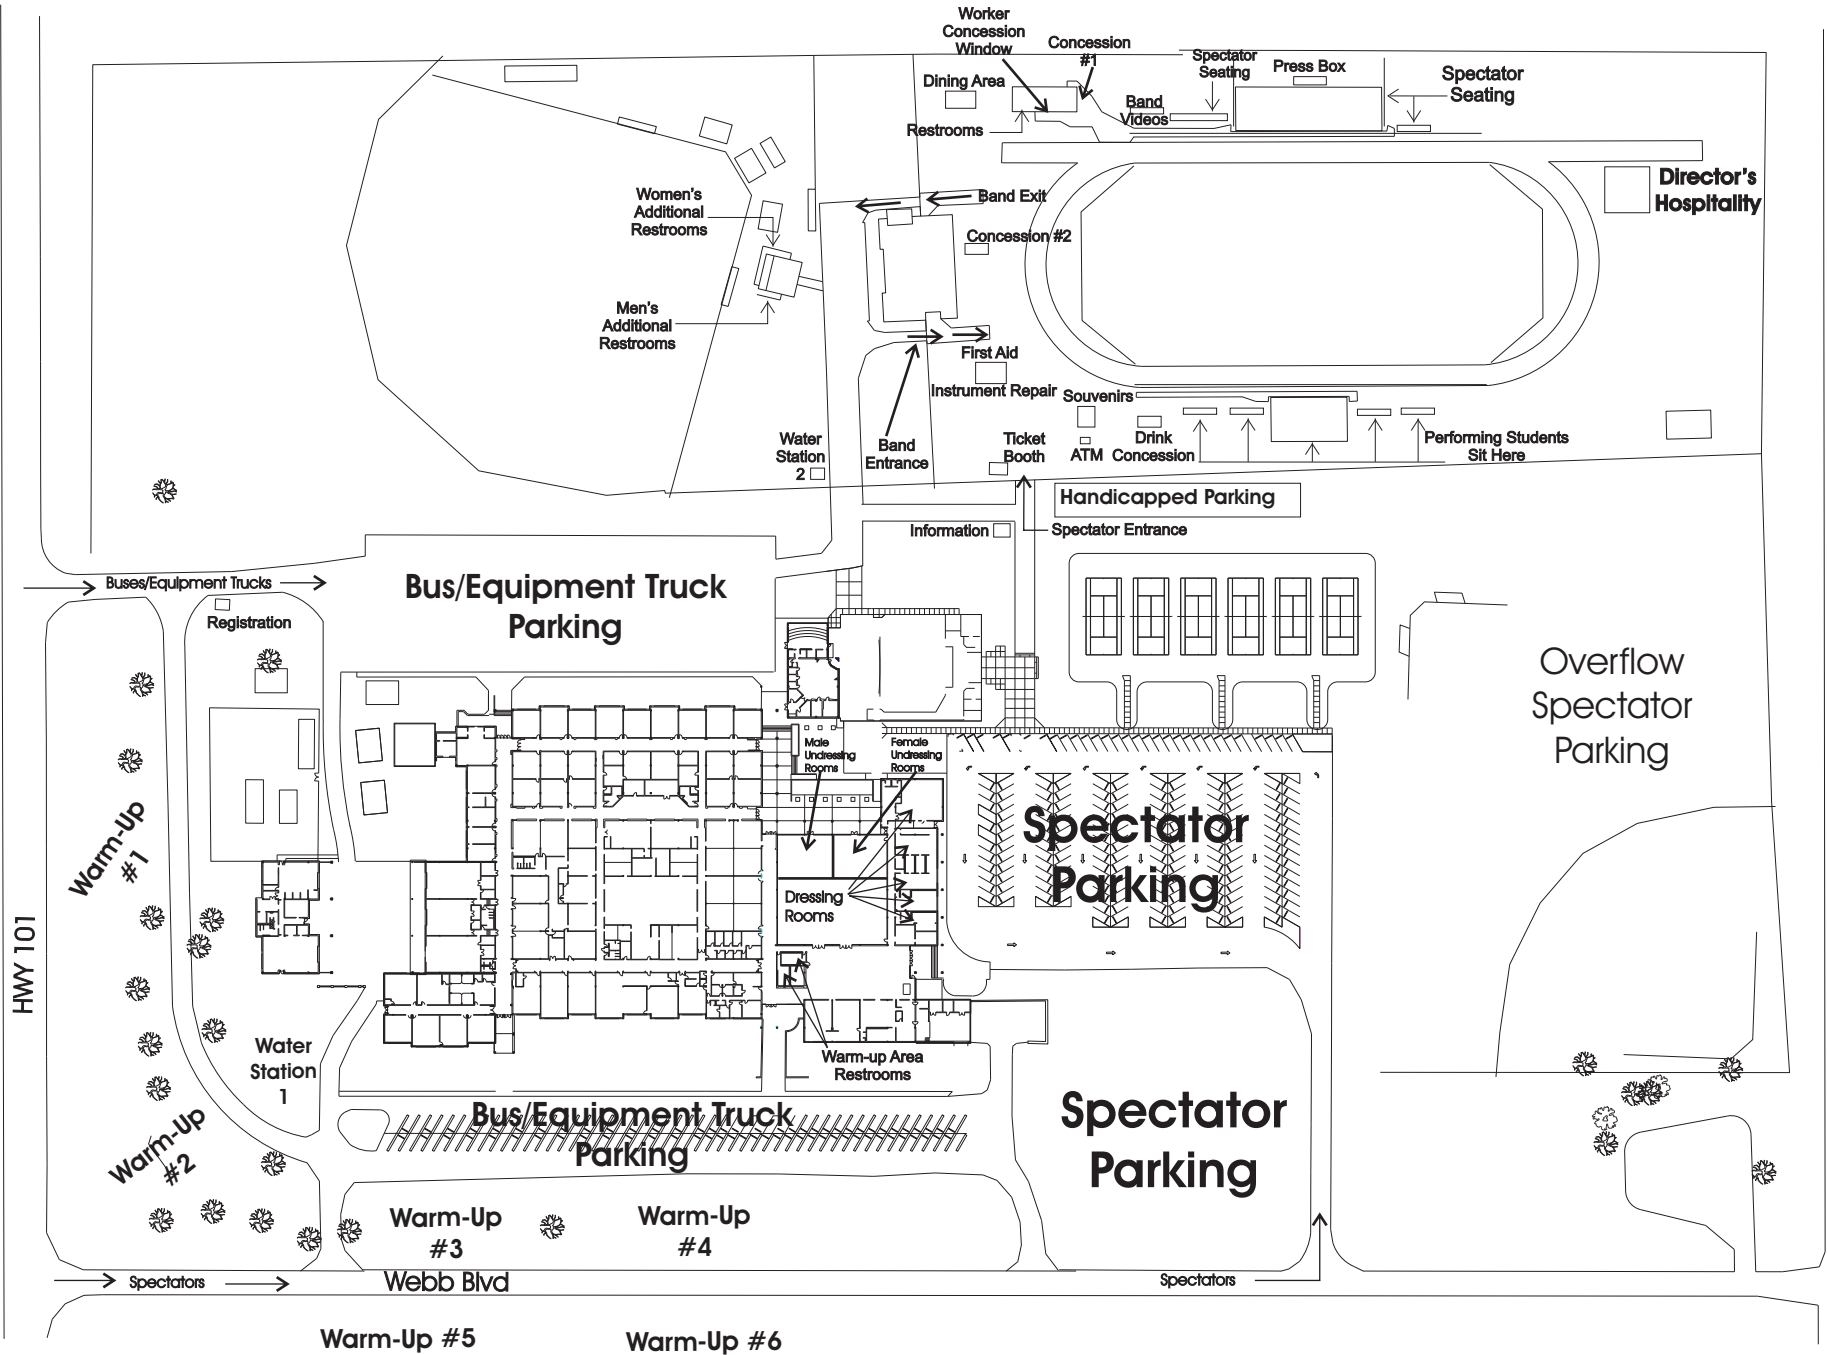 Worker
Concession
Window
Concession
#1
Spectator
Seating
Press Box
Spectator
Seating
Dining Area
Band
Videos
Restrooms
Director's
Hospitality
Women's
Additional
Restrooms
Band Exit
Concession #2
Men's
Additional
Restrooms
First Aid
Instrument Repair
Souvenirs
Water
Station
2
Band
Entrance
Ticket
Booth
ATM
Drink
Concession
Performing Students
Sit Here
Handicapped Parking
Information
Spectator Entrance
Buses/Equipment Trucks
Bus/Equipment Truck
Parking
Registration
Overflow
Spectator
Parking
Male
Undressing
Rooms
Female
Undressing
Rooms
Spectator
Parking
Warm-Up
#1
Dressing
Rooms
HWY 101
Water
Station
1
Warm-up Area
Restrooms
Bus/Equipment Truck
Parking
Spectator
Parking
Warm-Up
#2
Warm-Up
#3
Warm-Up
#4
Spectators
Webb Blvd
Spectators
Warm-Up #5
Warm-Up #6